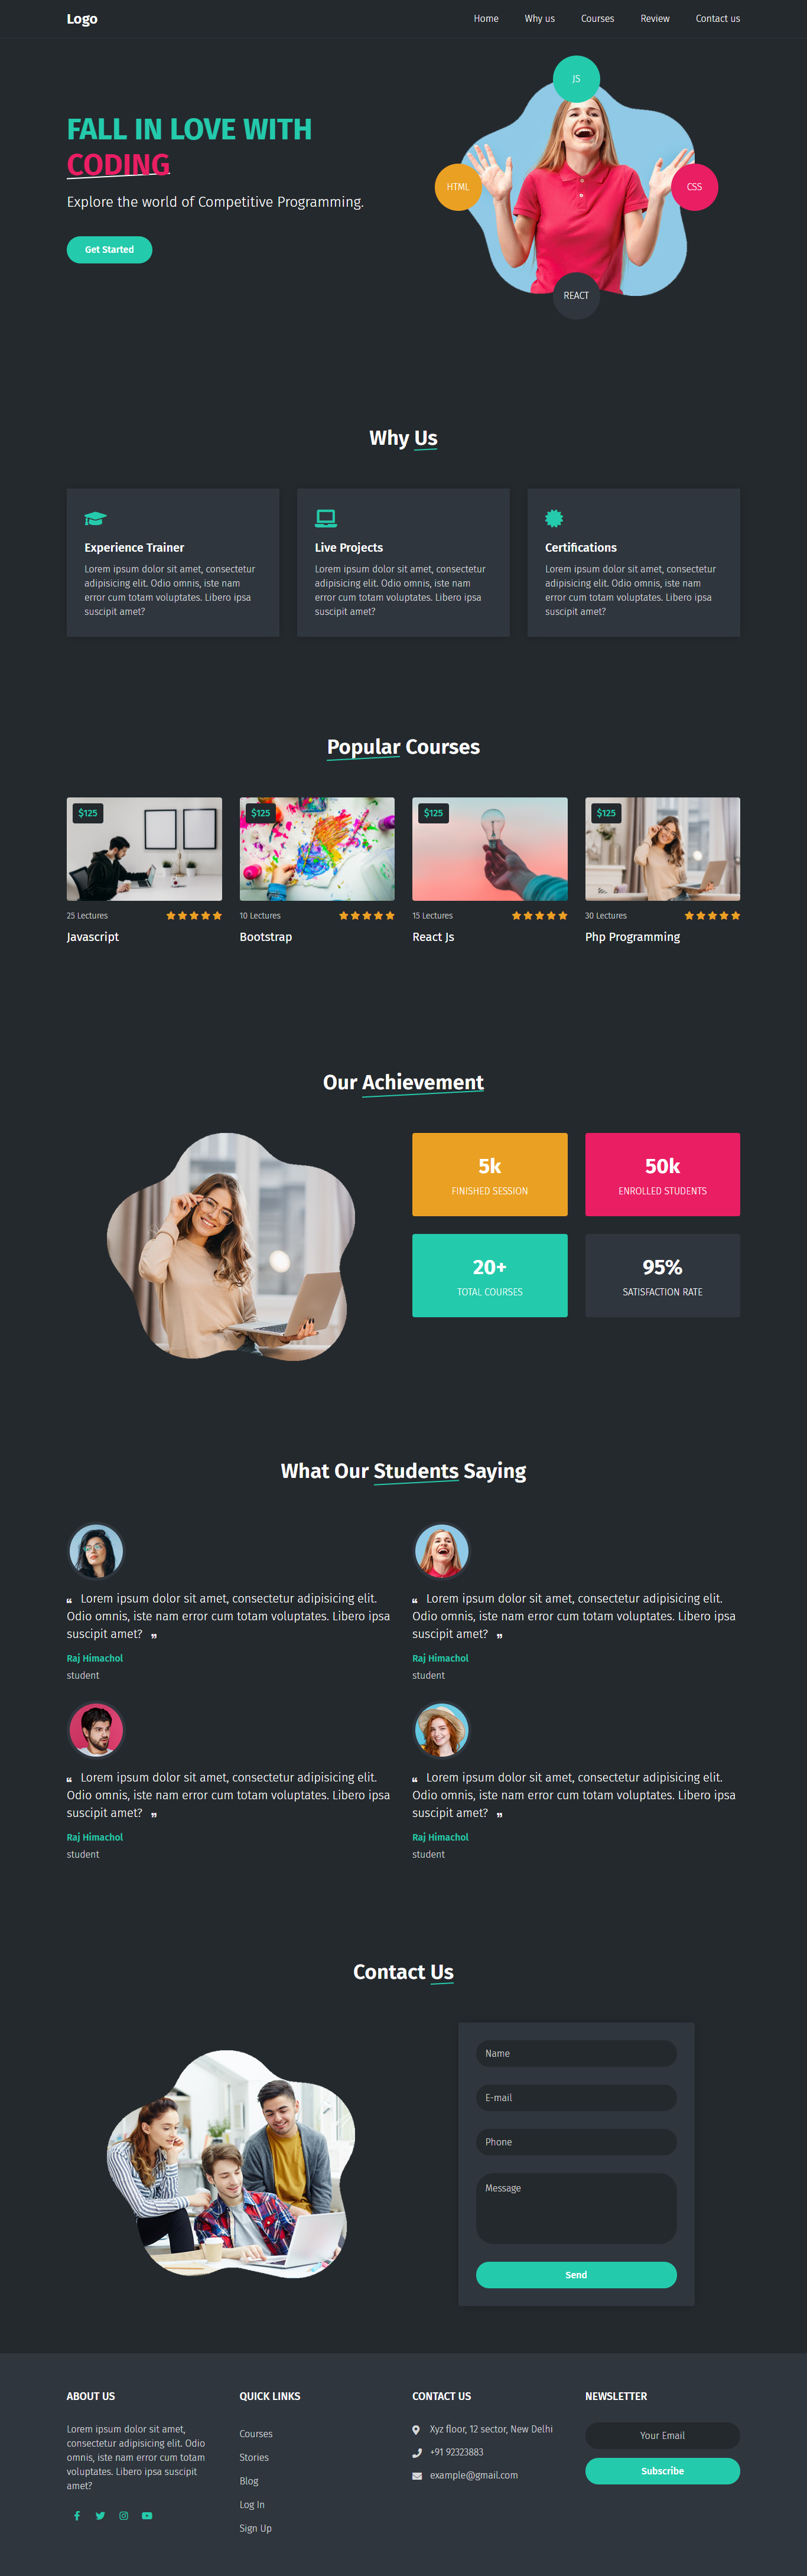 Logo
Home
Why us
Courses
Review
Contact us
JS
FALL IN LOVE WITH
CODING
HTML
CSS
Explore the world of Competitive Programming.
Get Started
REACT
Why Us
Experience Trainer
Lorem ipsum dolor sit amet, consectetur
adipisicing elit. Odio omnis, iste nam
error cum totam voluptates. Libero ipsa
suscipit amet?
Live Projects
Lorem ipsum dolor sit amet, consectetur
adipisicing elit. Odio omnis, iste nam
error cum totam voluptates. Libero ipsa
suscipit amet?
Certifications
Lorem ipsum dolor sit amet, consectetur
adipisicing elit. Odio omnis, iste nam
error cum totam voluptates. Libero ipsa
suscipit amet?
Popular Courses
$125
25 Lectures
Javascript
$125
10 Lectures
Bootstrap
$125
15 Lectures
React Js
$125
30 Lectures
Php Programming
Our Achievement
5k
FINISHED SESSION
50k
ENROLLED STUDENTS
20+
TOTAL COURSES
95%
SATISFACTION RATE
What Our Students Saying
“ Lorem ipsum dolor sit amet, consectetur adipisicing elit.
Odio omnis, iste nam error cum totam voluptates. Libero ipsa
suscipit amet? ”
Raj Himachol
student
“ Lorem ipsum dolor sit amet, consectetur adipisicing elit.
Odio omnis, iste nam error cum totam voluptates. Libero ipsa
suscipit amet? ”
Raj Himachol
student
“ Lorem ipsum dolor sit amet, consectetur adipisicing elit.
Odio omnis, iste nam error cum totam voluptates. Libero ipsa
suscipit amet? ”
Raj Himachol
student
“ Lorem ipsum dolor sit amet, consectetur adipisicing elit.
Odio omnis, iste nam error cum totam voluptates. Libero ipsa
suscipit amet? ”
Raj Himachol
student
Contact Us
Name
E-mail
Phone
Message
Send
ABOUT US
Lorem ipsum dolor sit amet,
consectetur adipisicing elit. Odio
omnis, iste nam error cum totam
voluptates. Libero ipsa suscipit
amet?
QUICK LINKS
Courses
Stories
Blog
Log In
Sign Up
CONTACT US
Xyz floor, 12 sector, New Delhi
+91 92323883
example@gmail.com
NEWSLETTER
Your Email
Subscribe